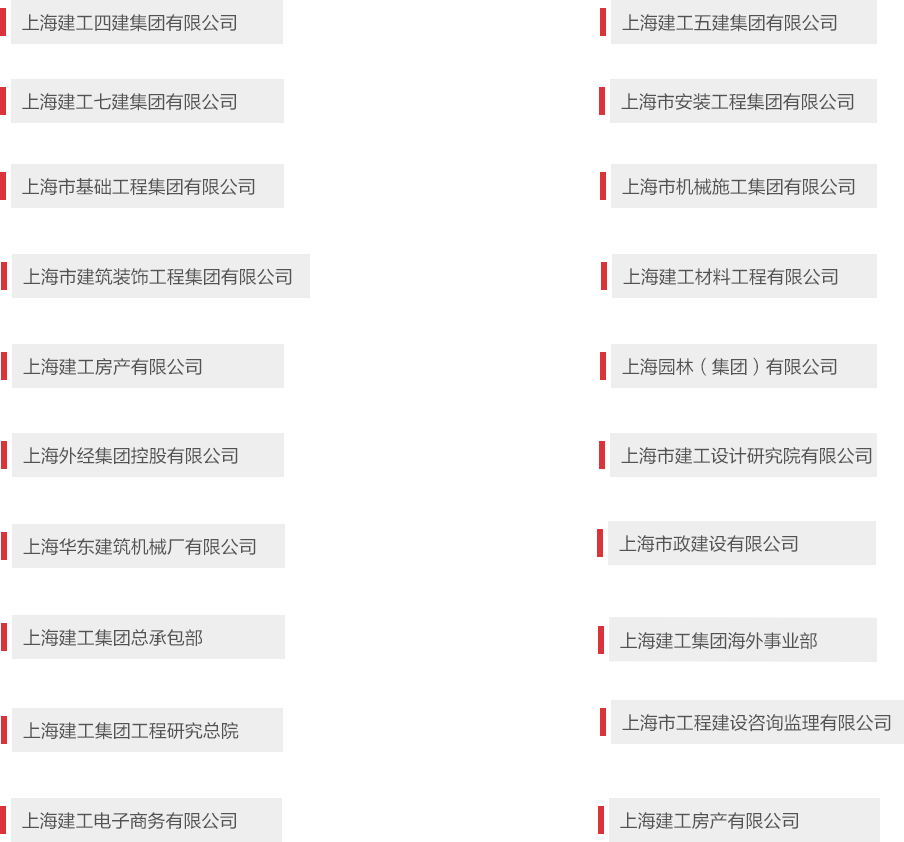 上海建工四建集团有限公司
上海建工五建集团有限公司
上海建工七建集团有限公司
上海市安装工程集团有限公司
上海市基础工程集团有限公司
上海市机械施工集团有限公司
上海市建筑装饰工程集团有限公司
上海建工材料工程有限公司
上海建工房产有限公司
上海园林（集团）有限公司
上海外经集团控股有限公司
上海市建工设计研究院有限公司
上海华东建筑机械厂有限公司
上海市政建设有限公司
上海建工集团总承包部
上海建工集团海外事业部
上海建工集团工程研究总院
上海市工程建设咨询监理有限公司
上海建工电子商务有限公司
上海建工房产有限公司